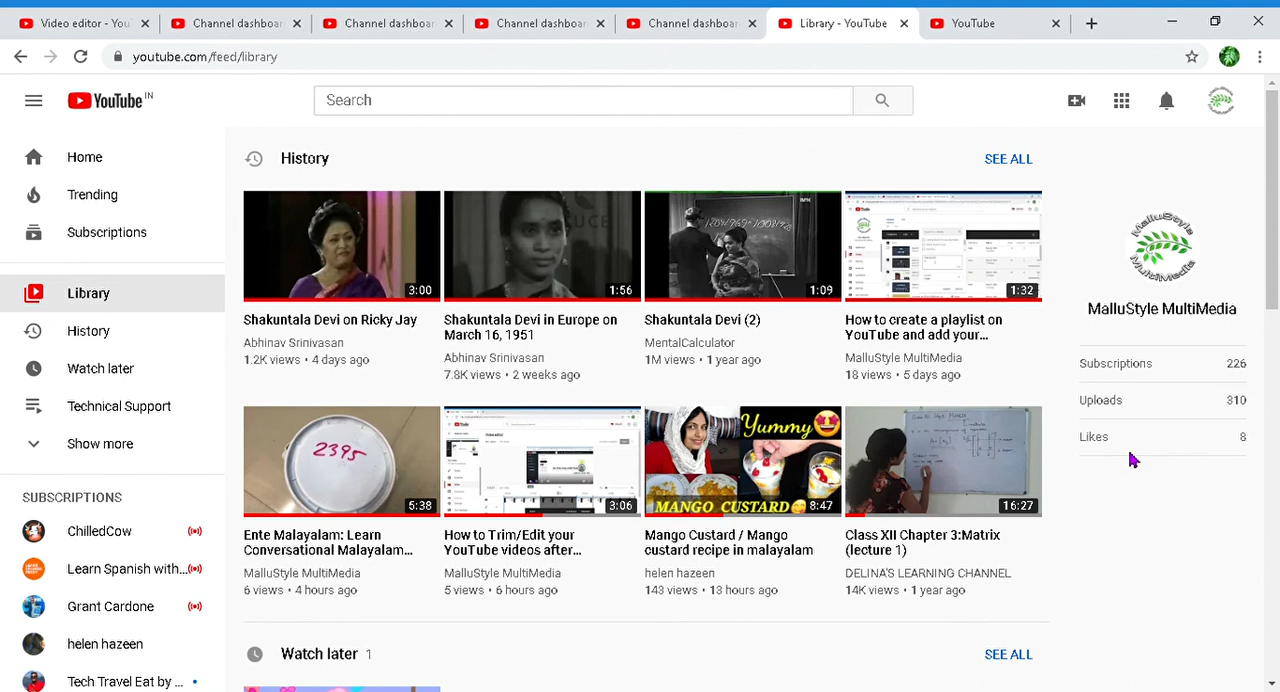 Video editor - You
Channel dashboar
Channel dashboar
Channel dashboar
Channel dashboar
Library - YouTube
YouTube
youtube.com/feed/library
YouTube IN
Search
Home
Trending
Subscriptions
Library
History
Watch later
Technical Support
Show more
SUBSCRIPTIONS
ChilledCow
Learn Spanish with...
Grant Cardone
helen hazeen
Tech Travel Eat by ...
History
SEE ALL
3:00
1:56
1:09
1:32
Shakuntala Devi on Ricky Jay
Abhinav Srinivasan
1.2K views • 4 days ago
Shakuntala Devi in Europe on
March 16, 1951
Abhinav Srinivasan
7.8K views • 2 weeks ago
Shakuntala Devi (2)
MentalCalculator
1M views • 1 year ago
How to create a playlist on
YouTube and add your...
MalluStyle MultiMedia
18 views • 5 days ago
2395
5:38
3:06
Yummy
MANGO CUSTARD
8:47
16:27
Ente Malayalam: Learn
Conversational Malayalam...
MalluStyle MultiMedia
6 views • 4 hours ago
How to Trim/Edit your
YouTube videos after...
MalluStyle MultiMedia
5 views • 6 hours ago
Mango Custard / Mango
custard recipe in malayalam
helen hazeen
143 views • 13 hours ago
Class XII Chapter 3:Matrix
(lecture 1)
DELINA'S LEARNING CHANNEL
14K views • 1 year ago
Watch later 1
SEE ALL
MalluStyle
MultiMedia
MalluStyle MultiMedia
Subscriptions 226
Uploads 310
Likes 8